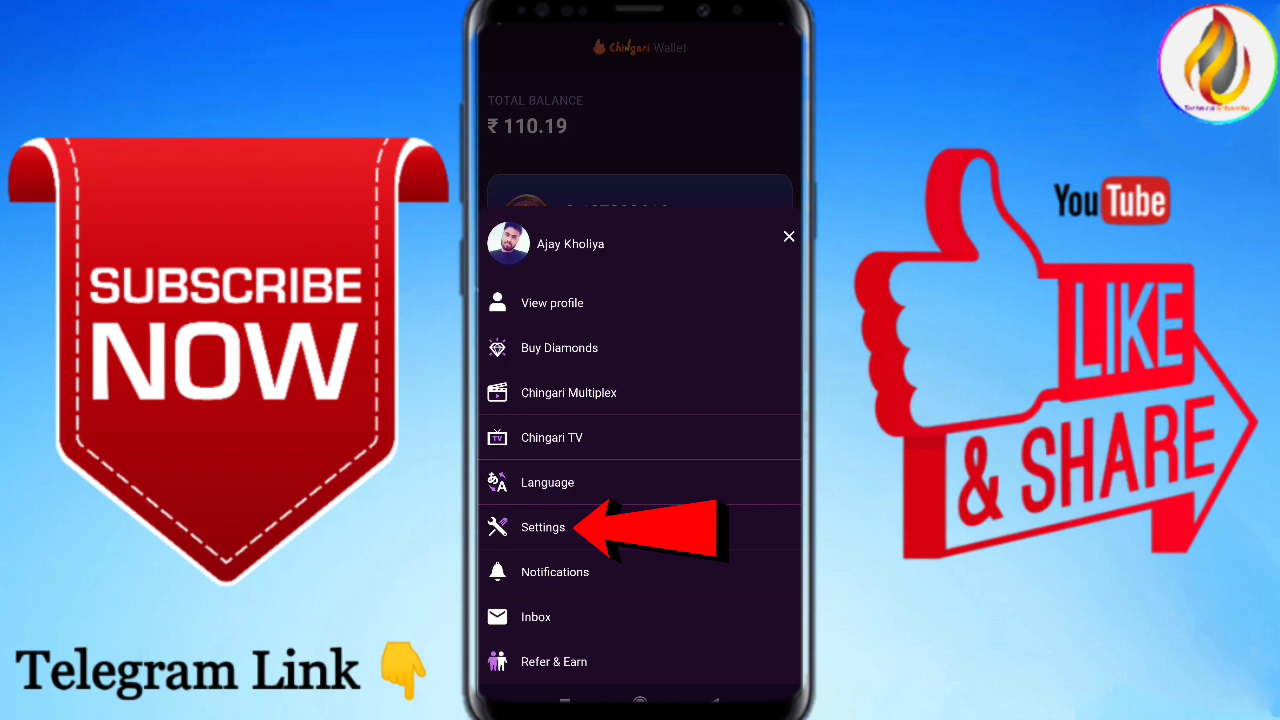 Chingari Wallet
TOTAL BALANCE
₹ 110.19
Ajay Kholiya
View profile
Buy Diamonds
Chingari Multiplex
Chingari TV
TV
Language
Settings
Notifications
Inbox
Refer & Earn
SUBSCRIBE
NOW
Telegram Link 👇
YouTube
LIKE
& SHARE